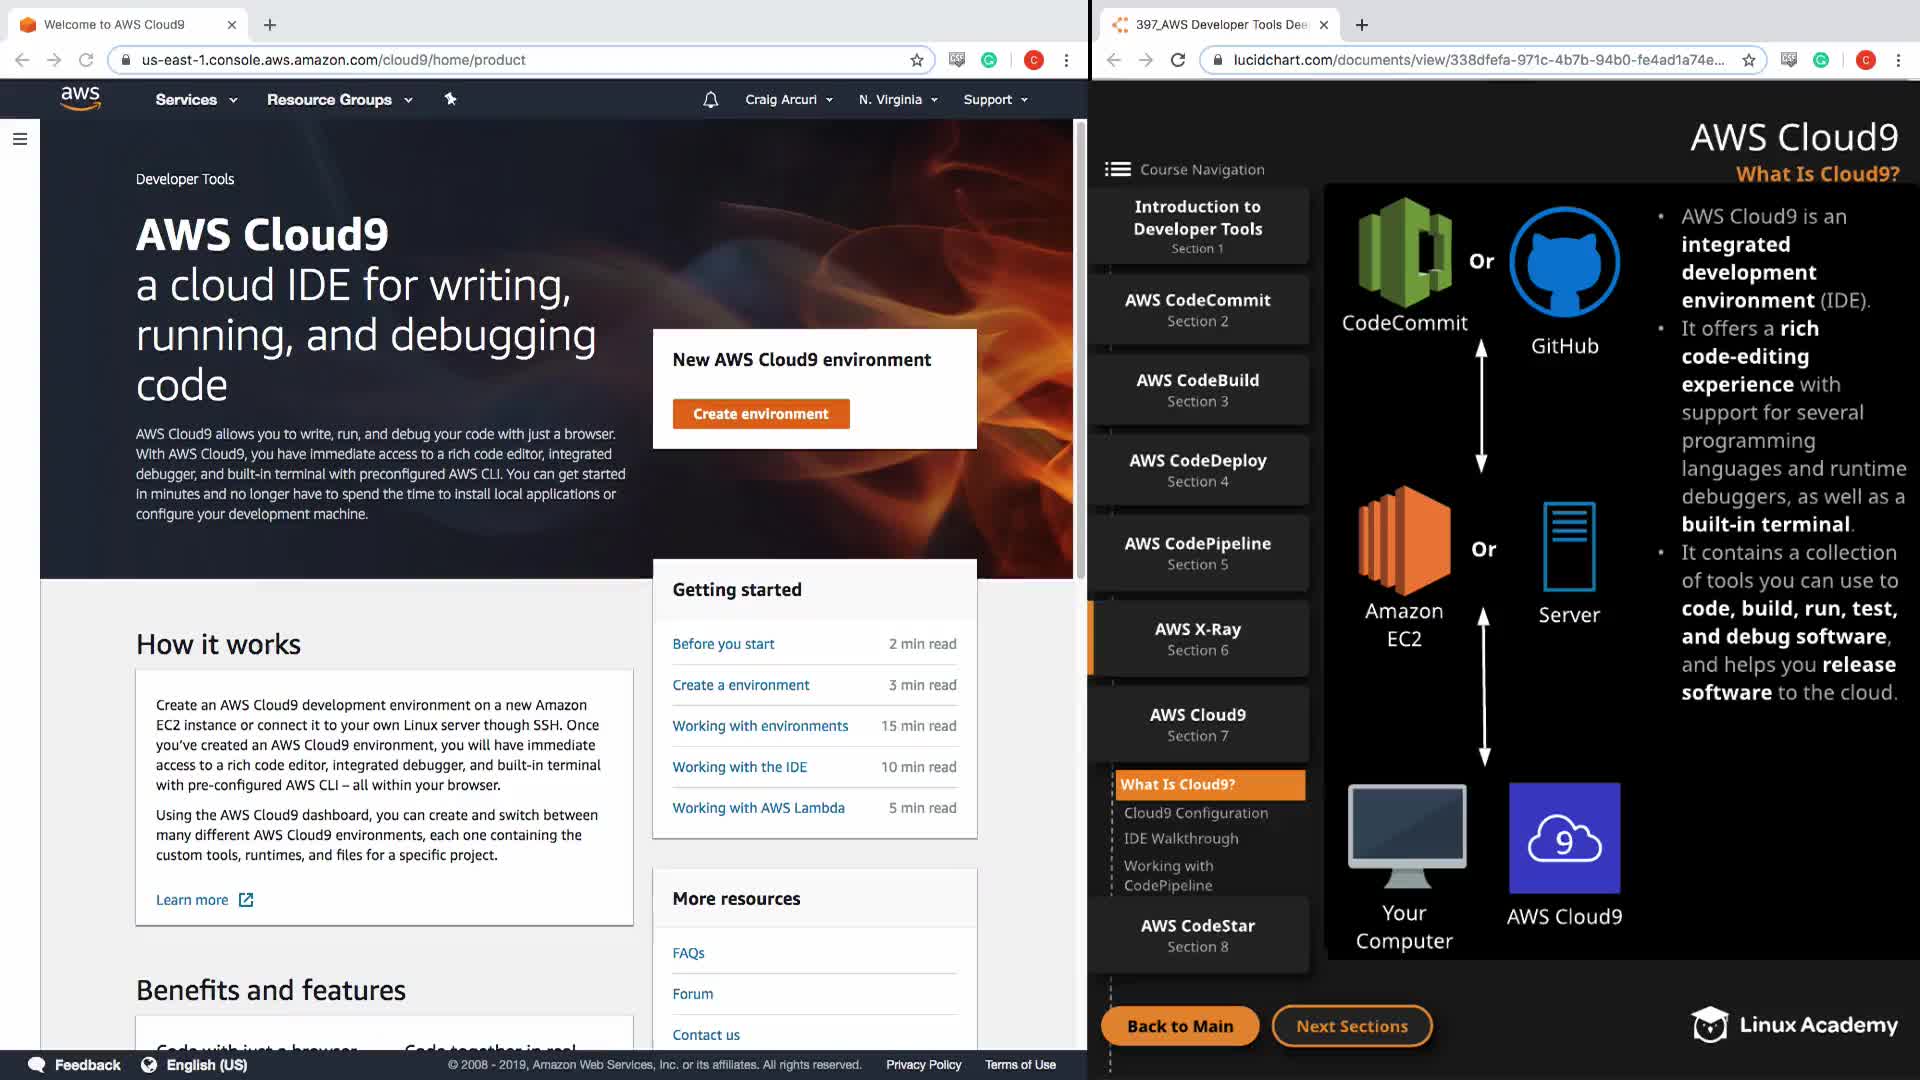 Welcome to AWS Cloud9
us-east-1.console.aws.amazon.com/cloud9/home/product
aws
Services
Resource Groups
Craig Arcuri
N. Virginia
Support
Developer Tools
AWS Cloud9
a cloud IDE for writing,
running, and debugging
code
AWS Cloud9 allows you to write, run, and debug your code with just a browser.
With AWS Cloud9, you have immediate access to a rich code editor, integrated
debugger, and built-in terminal with preconfigured AWS CLI. You can get started
in minutes and no longer have to spend the time to install local applications or
configure your development machine.
New AWS Cloud9 environment
Create environment
Getting started
Before you start 2 min read
Create a environment 3 min read
Working with environments 15 min read
Working with the IDE 10 min read
Working with AWS Lambda 5 min read
How it works
Create an AWS Cloud9 development environment on a new Amazon
EC2 instance or connect it to your own Linux server though SSH. Once
you've created an AWS Cloud9 environment, you will have immediate
access to a rich code editor, integrated debugger, and built-in terminal
with pre-configured AWS CLI – all within your browser.
Using the AWS Cloud9 dashboard, you can create and switch between
many different AWS Cloud9 environments, each one containing the
custom tools, runtimes, and files for a specific project.
Learn more
More resources
FAQs
Forum
Contact us
Benefits and features
Code with just a browser
Code together in real
Feedback
English (US)
© 2008 - 2019, Amazon Web Services, Inc. or its affiliates. All rights reserved.
Privacy Policy
Terms of Use
397_AWS Developer Tools Dee
lucidchart.com/documents/view/338dfefa-971c-4b7b-94b0-fe4ad1a74e...
AWS Cloud9
What Is Cloud9?
Course Navigation
Introduction to
Developer Tools
Section 1
AWS CodeCommit
Section 2
AWS CodeBuild
Section 3
AWS CodeDeploy
Section 4
AWS CodePipeline
Section 5
AWS X-Ray
Section 6
AWS Cloud9
Section 7
What Is Cloud9?
Cloud9 Configuration
IDE Walkthrough
Working with
CodePipeline
AWS CodeStar
Section 8
Back to Main
Next Sections
CodeCommit
Or
GitHub
Amazon
EC2
Or
Server
Your
Computer
9
AWS Cloud9
• AWS Cloud9 is an
integrated
development
environment (IDE).
• It offers a rich
code-editing
experience with
support for several
programming
languages and runtime
debuggers, as well as a
built-in terminal.
• It contains a collection
of tools you can use to
code, build, run, test,
and debug software,
and helps you release
software to the cloud.
Linux Academy